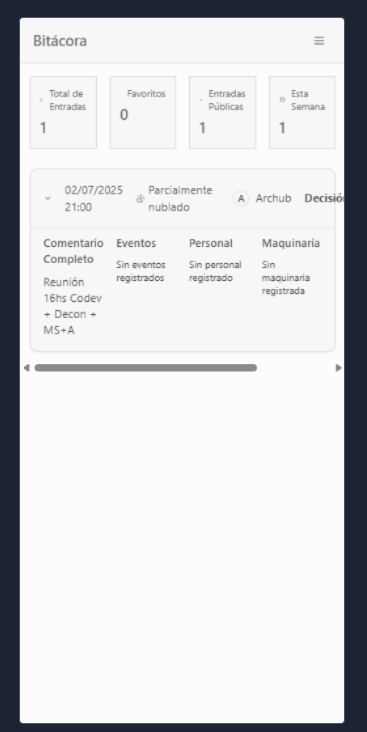 Bitácora
Total de
Entradas
1
Favoritos
0
Entradas
Públicas
1
Esta
Semana
1
02/07/2025
21:00
Parcialmente
nublado
A
Archub
Decisió
Comentario
Completo
Reunión
16hs Codev
+ Decon +
MS+A
Eventos
Sin eventos
registrados
Personal
Sin personal
registrado
Maquinaria
Sin
maquinaria
registrada